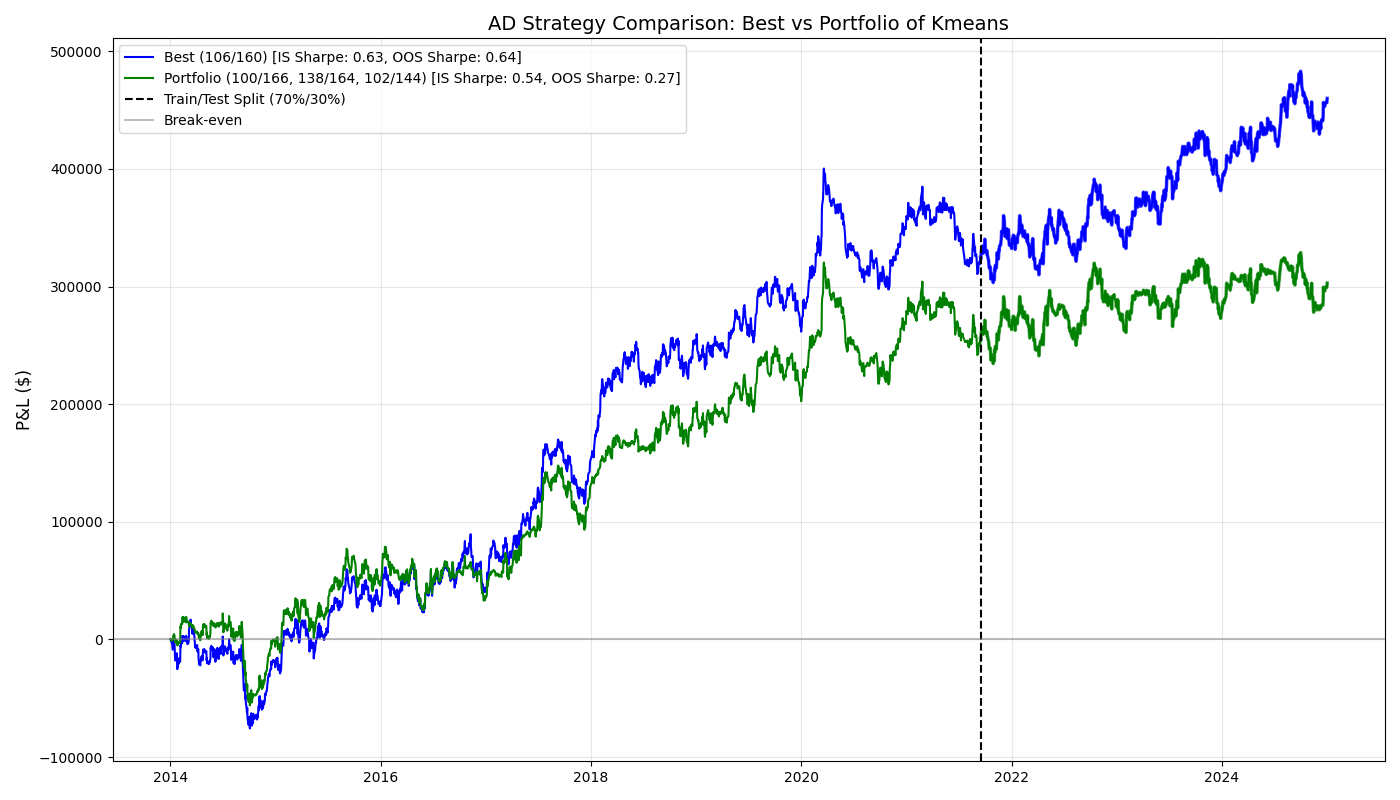 AD Strategy Comparison: Best vs Portfolio of Kmeans
Best (106/160) [IS Sharpe: 0.63, OOS Sharpe: 0.64]
Portfolio (100/166, 138/164, 102/144) [IS Sharpe: 0.54, OOS Sharpe: 0.27]
Train/Test Split (70%/30%)
Break-even
P&L ($)
500000
400000
300000
200000
100000
0
−100000
2014
2016
2018
2020
2022
2024